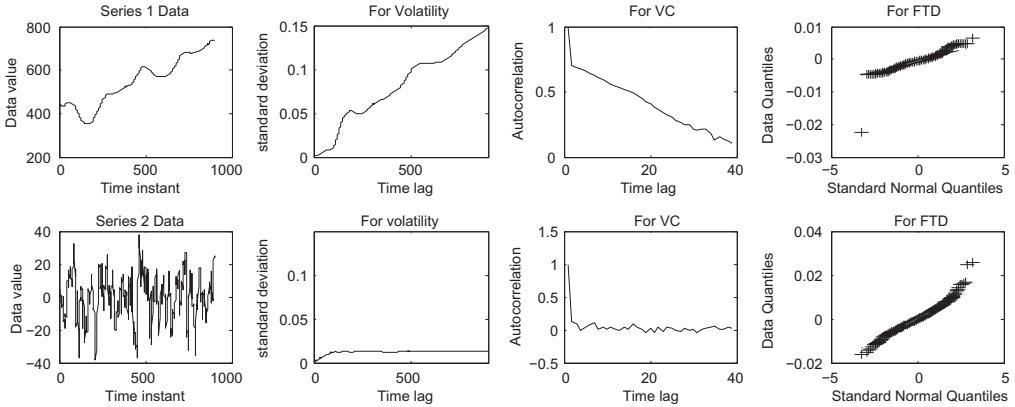 Series 1 Data
800
600
400
200
0
500
1000
Data value
Time instant
For Volatility
0.15
0.1
0.05
0
500
standard deviation
Time lag
For VC
1
0.5
0
0
20
40
Autocorrelation
Time lag
For FTD
0.01
0
−0.01
−0.02
−0.03
−5
0
5
Data Quantiles
Standard Normal Quantiles
Series 2 Data
40
20
0
−20
−40
0
500
1000
Data value
Time instant
For volatility
0.15
0.1
0.05
0
500
standard deviation
Time lag
For VC
1.5
1
0.5
0
−0.5
0
20
40
Autocorrelation
Time lag
For FTD
0.04
0.02
0
−0.02
−5
0
5
Data Quantiles
Standard Normal Quantiles